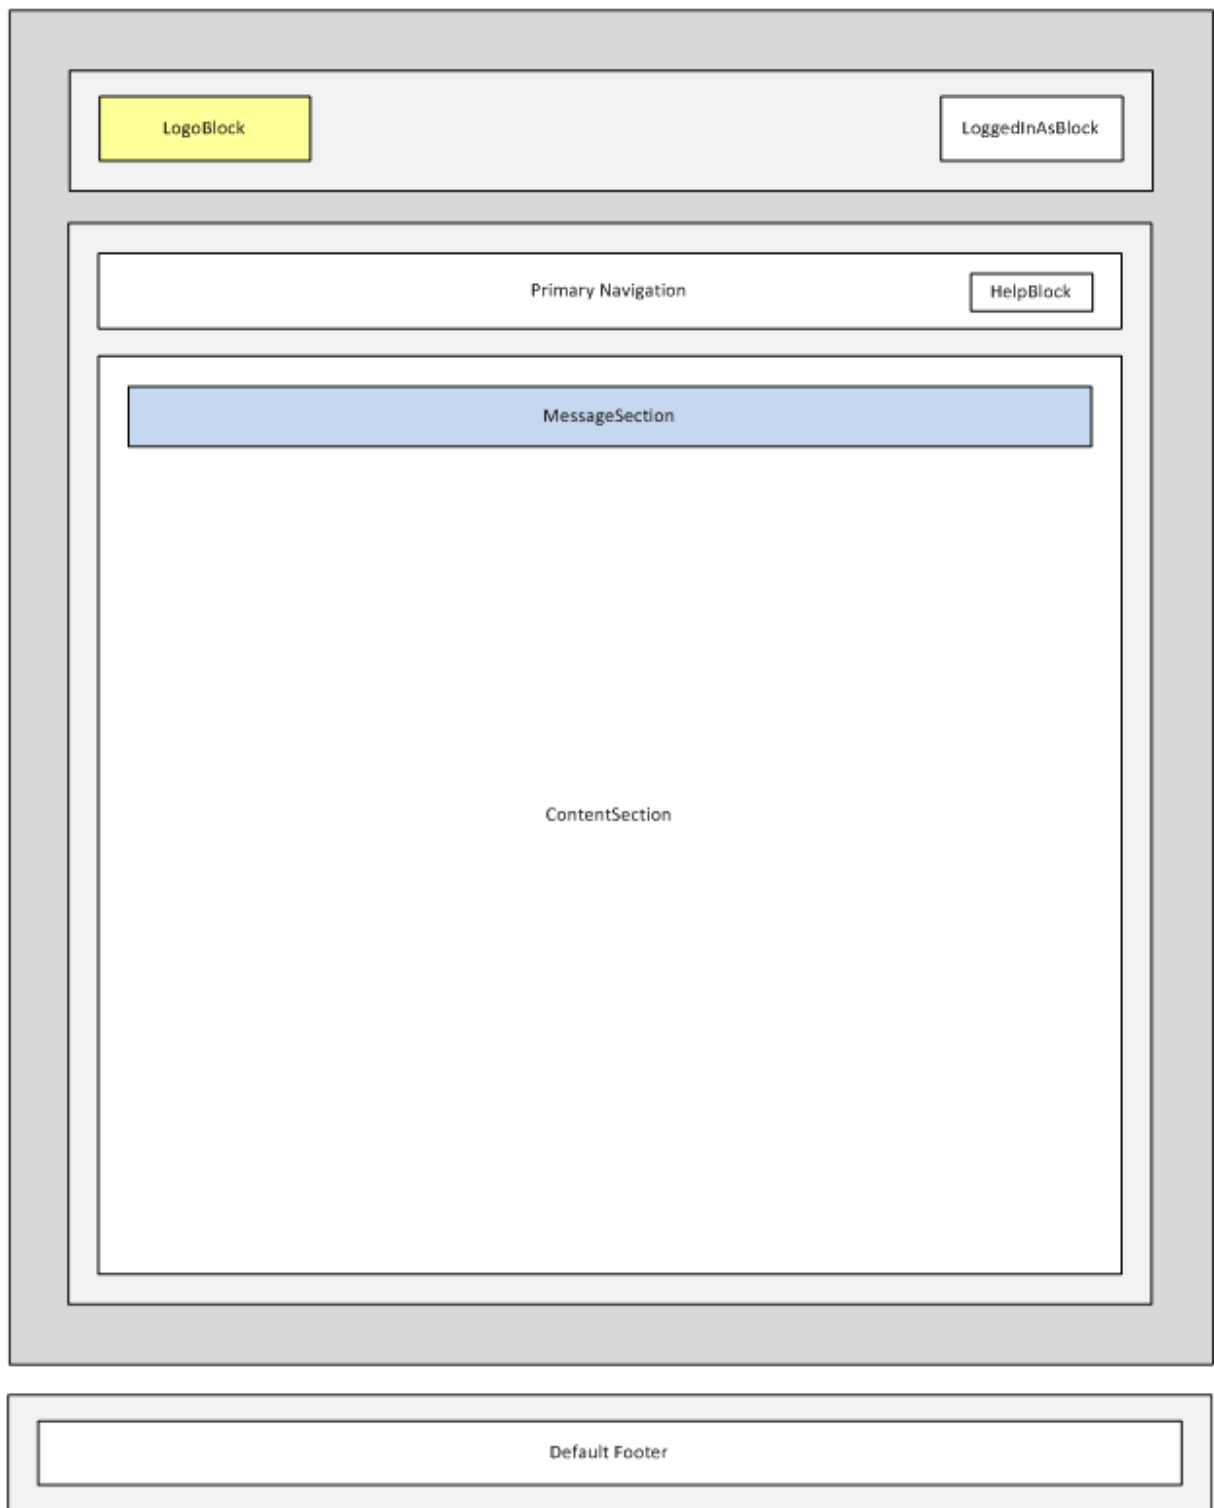 LogoBlock
LoggedInAsBlock
Primary Navigation
HelpBlock
MessageSection
ContentSection
Default Footer